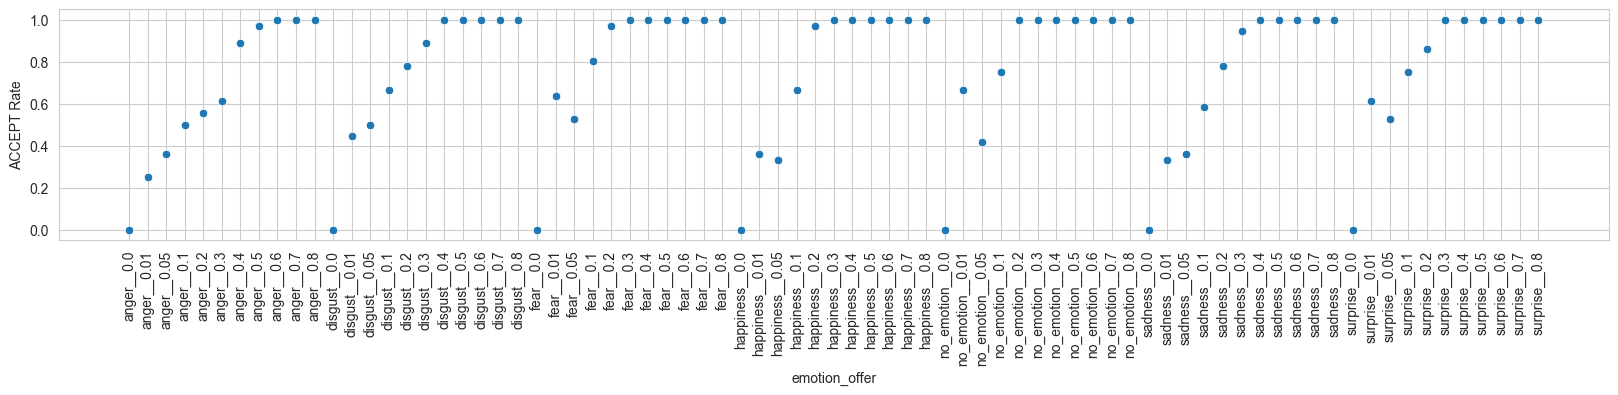 1.0
0.8
0.6
0.4
0.2
0.0
ACCEPT Rate
anger__0.0
anger__0.01
anger__0.05
anger__0.1
anger__0.2
anger__0.3
anger__0.4
anger__0.5
anger__0.6
anger__0.7
anger__0.8
disgust__0.0
disgust__0.01
disgust__0.05
disgust__0.1
disgust__0.2
disgust__0.3
disgust__0.4
disgust__0.5
disgust__0.6
disgust__0.7
disgust__0.8
fear__0.0
fear__0.01
fear__0.05
fear__0.1
fear__0.2
fear__0.3
fear__0.4
fear__0.5
fear__0.6
fear__0.7
fear__0.8
happiness__0.0
happiness__0.01
happiness__0.05
happiness__0.1
happiness__0.2
happiness__0.3
happiness__0.4
happiness__0.5
happiness__0.6
happiness__0.7
happiness__0.8
no_emotion__0.0
no_emotion__0.01
no_emotion__0.05
no_emotion__0.1
no_emotion__0.2
no_emotion__0.3
no_emotion__0.4
no_emotion__0.5
no_emotion__0.6
no_emotion__0.7
no_emotion__0.8
sadness__0.0
sadness__0.01
sadness__0.05
sadness__0.1
sadness__0.2
sadness__0.3
sadness__0.4
sadness__0.5
sadness__0.6
sadness__0.7
sadness__0.8
surprise__0.0
surprise__0.01
surprise__0.05
surprise__0.1
surprise__0.2
surprise__0.3
surprise__0.4
surprise__0.5
surprise__0.6
surprise__0.7
surprise__0.8
emotion_offer